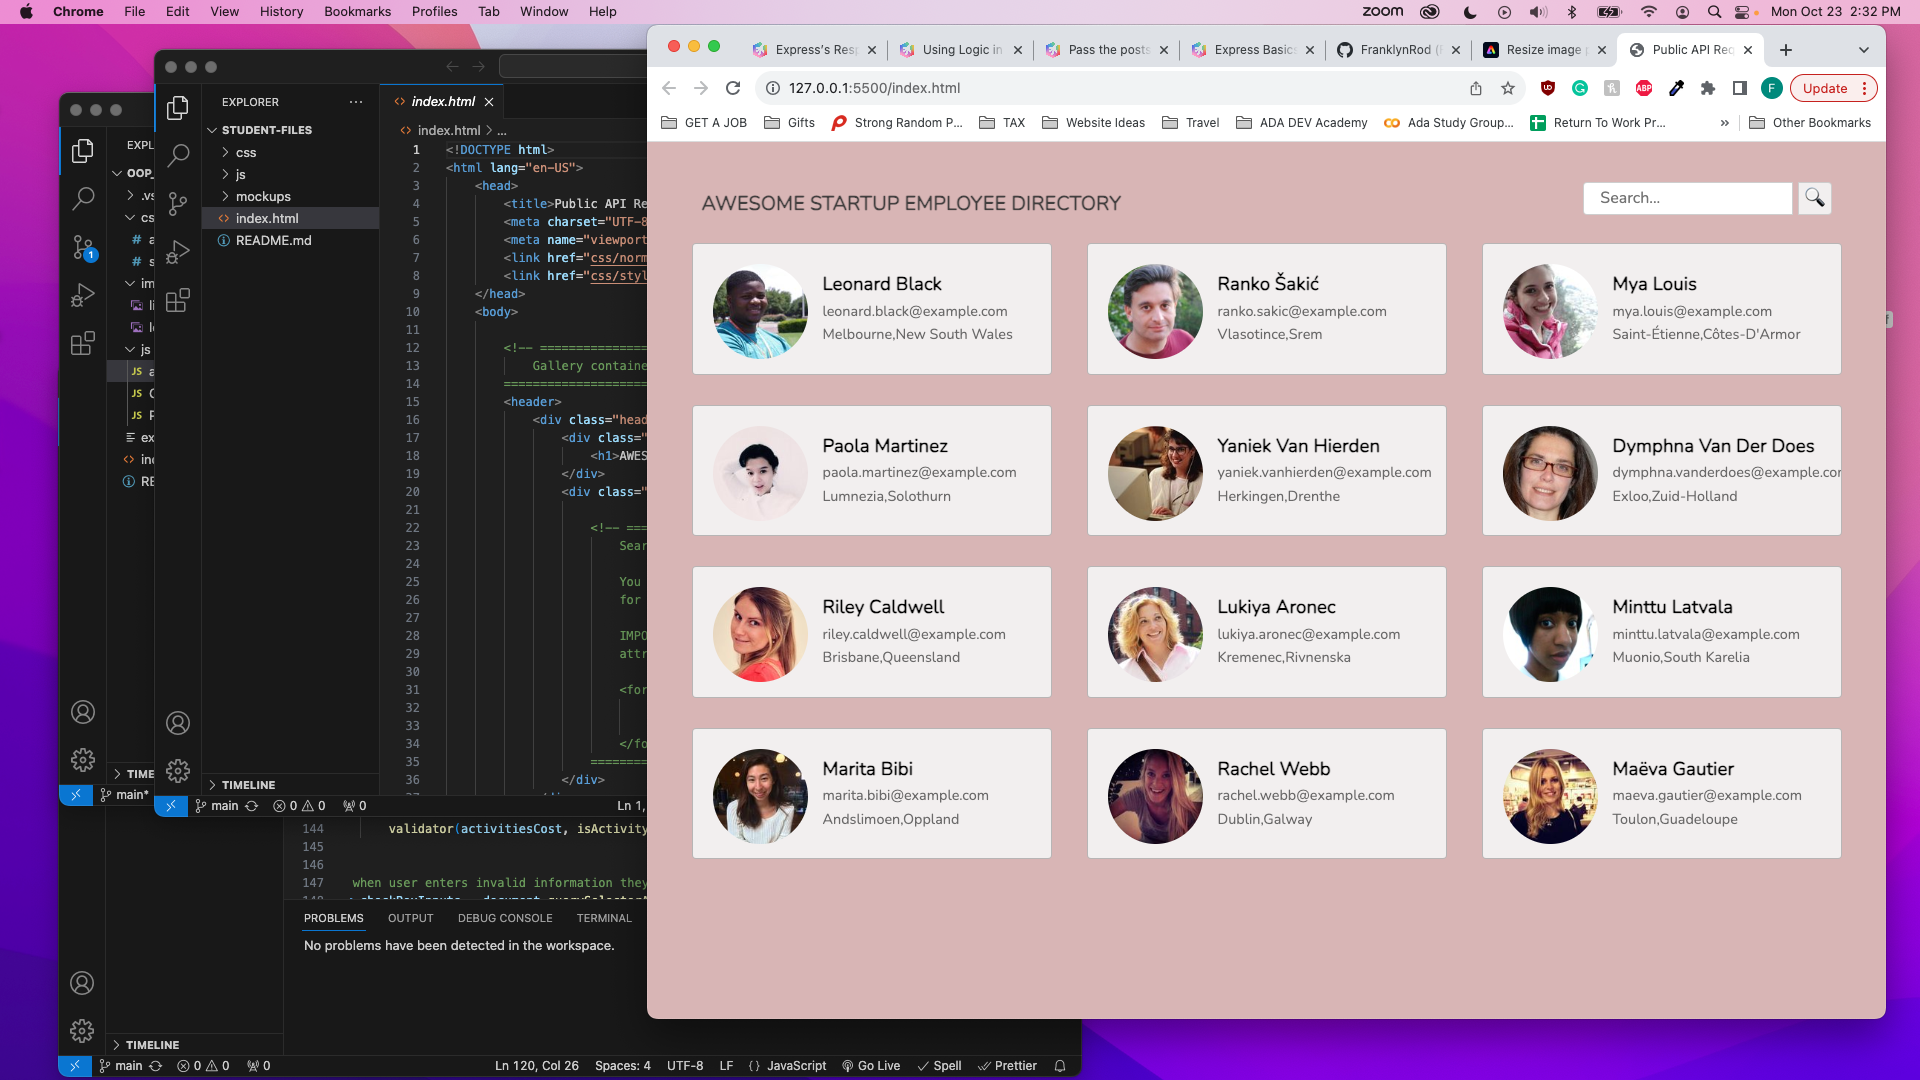 Chrome File Edit View History Bookmarks Profiles Tab Window Help
zoom Mon Oct 23 2:32 PM
Express's Res
Using Logic in
Pass the posts
Express Basics
FranklynRod (
Resize image
Public API Req
127.0.0.1:5500/index.html
Update
GET A JOB
Gifts
Strong Random P...
TAX
Website Ideas
Travel
ADA DEV Academy
Ada Study Group...
Return To Work Pr...
»
Other Bookmarks
AWESOME STARTUP EMPLOYEE DIRECTORY
Search...
Leonard Black
leonard.black@example.com
Melbourne,New South Wales
Ranko Šakić
ranko.sakic@example.com
Vlasotince,Srem
Mya Louis
mya.louis@example.com
Saint-Étienne,Côtes-D'Armor
Paola Martinez
paola.martinez@example.com
Lumnezia,Solothurn
Yaniek Van Hierden
yaniek.vanhierden@example.com
Herkingen,Drenthe
Dymphna Van Der Does
dymphna.vanderdoes@example.cor
Exloo,Zuid-Holland
Riley Caldwell
riley.caldwell@example.com
Brisbane,Queensland
Lukiya Aronec
lukiya.aronec@example.com
Kremenec,Rivnenska
Minttu Latvala
minttu.latvala@example.com
Muonio,South Karelia
Marita Bibi
marita.bibi@example.com
Andslimoen,Oppland
Rachel Webb
rachel.webb@example.com
Dublin,Galway
Maëva Gautier
maeva.gautier@example.com
Toulon,Guadeloupe
EXPLORER ...
STUDENT-FILES
css
js
mockups
index.html
README.md
TIMELINE
index.html
index.html > ...
1 <!DOCTYPE html>
2 <html lang="en-US">
3 <head>
4 <title>Public API Re
5 <meta charset="UTF-8
6 <meta name="viewport
7 <link href="css/norm
8 <link href="css/styl
9 </head>
10 <body>
11
12 <!-- ===============
13 Gallery containe
14 ====================
15 <header>
16 <div class="head
17 <div class="
18 <h1>AWES
19 </div>
20 <div class="
21
22 <!-- ===
23 Sear
24
25 You
26 for
27
28 IMPO
29 attr
30
31 <for
32
33
34 </fo
35 ========
36 </div>
main 0 0 0 Ln 1,
EXPL
OOP_
.vs
cs
# a
# s
im
li
lo
js
JS a
JS
JS
ex
inc
RE
TIME
main*
1
144 validator(activitiesCost, isActivity
145
146
147 when user enters invalid information they
PROBLEMS OUTPUT DEBUG CONSOLE TERMINAL
No problems have been detected in the workspace.
TIMELINE
main 0 0 0 Ln 120, Col 26 Spaces: 4 UTF-8 LF {} JavaScript Go Live Spell Prettier